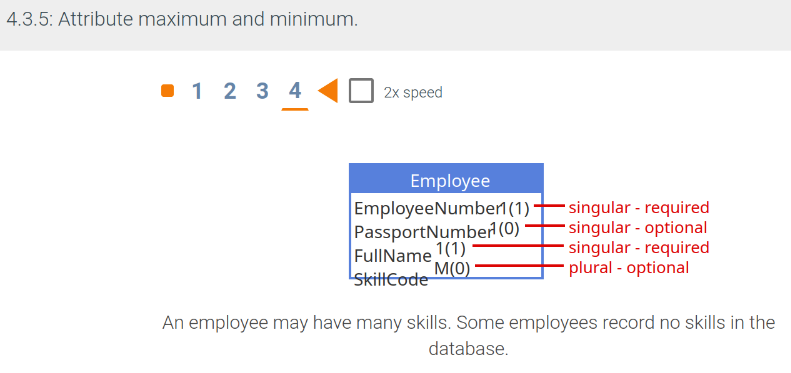 4.3.5: Attribute maximum and minimum.
1 2 3 4 2x speed
Employee
EmployeeNumber 1(1) singular - required
PassportNumber 1(0) singular - optional
FullName 1(1) singular - required
SkillCode M(0) plural - optional
An employee may have many skills. Some employees record no skills in the
database.